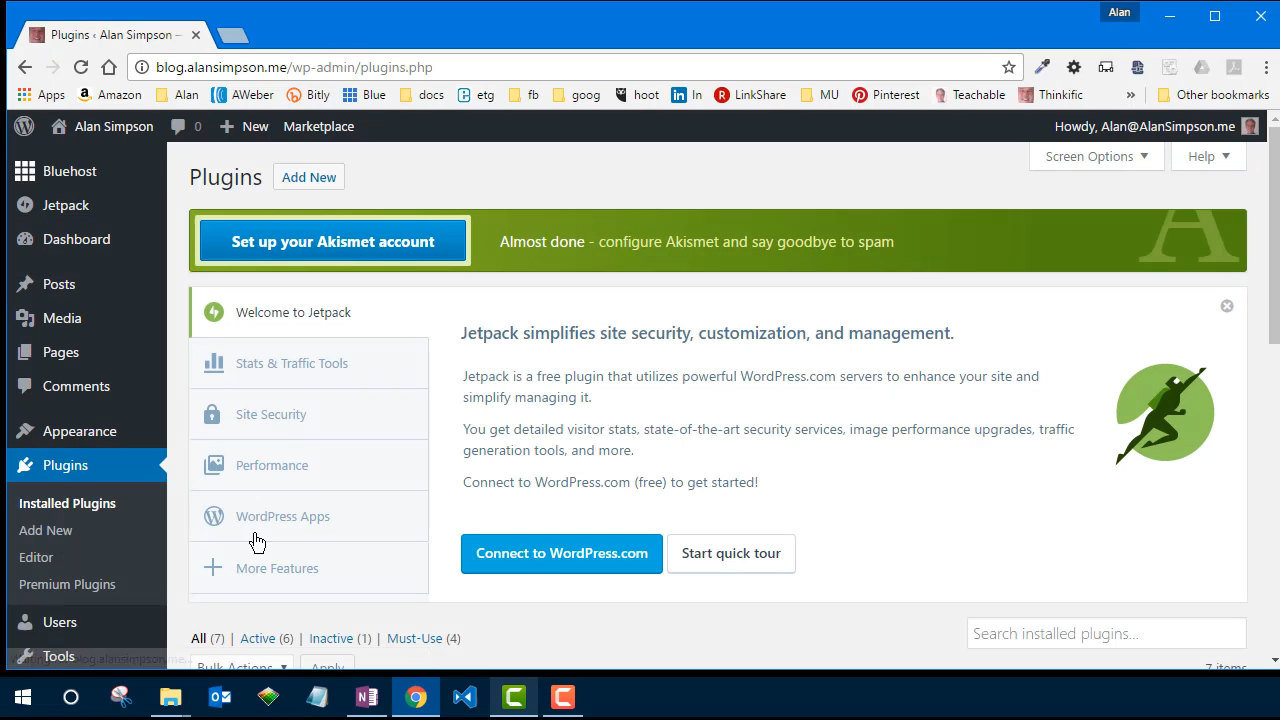 Alan
Plugins ‹ Alan Simpson —
blog.alansimpson.me/wp-admin/plugins.php
Apps Amazon Alan AWeber Bitly Blue docs etg fb goog hoot In LinkShare MU Pinterest Teachable Thinkific » Other bookmarks
Alan Simpson 0 New Marketplace Howdy, Alan@AlanSimpson.me
Screen Options Help
Bluehost
Jetpack
Dashboard
Posts
Media
Pages
Comments
Appearance
Plugins
Installed Plugins
Add New
Editor
Premium Plugins
Users
Tools
Plugins Add New
Set up your Akismet account Almost done - configure Akismet and say goodbye to spam
Welcome to Jetpack
Stats & Traffic Tools
Site Security
Performance
WordPress Apps
More Features
Jetpack simplifies site security, customization, and management.
Jetpack is a free plugin that utilizes powerful WordPress.com servers to enhance your site and
simplify managing it.
You get detailed visitor stats, state-of-the-art security services, image performance upgrades, traffic
generation tools, and more.
Connect to WordPress.com (free) to get started!
Connect to WordPress.com Start quick tour
All (7) | Active (6) | Inactive (1) | Must-Use (4)
Search installed plugins...
Bulk Actions Apply
7 items